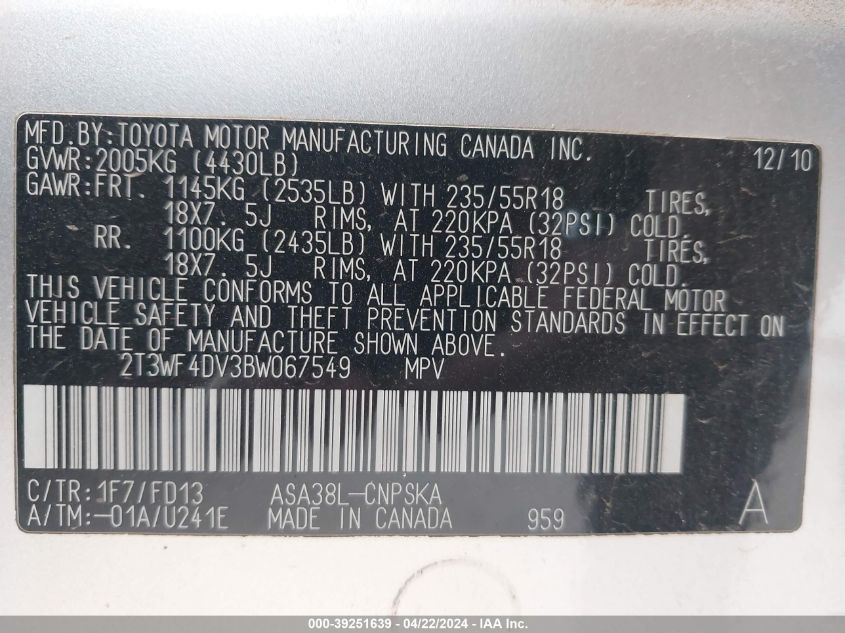 MFD.BY:TOYOTA MOTOR MANUFACTURING CANADA INC. 12/10
GVWR:2005KG (4430LB)
GAWR:FRT. 1145KG (2535LB) WITH 235/55R18 TIRES,
18X7. 5J RIMS, AT 220KPA (32PSI) COLD.
RR. 1100KG (2435LB) WITH 235/55R18 TIRES,
18X7. 5J RIMS, AT 220KPA (32PSI) COLD.
THIS VEHICLE CONFORMS TO ALL APPLICABLE FEDERAL MOTOR
VEHICLE SAFETY AND THEFT PREVENTION STANDARDS IN EFFECT ON
THE DATE OF MANUFACTURE SHOWN ABOVE.
2T3WF4DV3BW067549 MPV
C/TR:1F7/FD13 ASA38L-CNPSKA
A/TM:-01A/U241E MADE IN CANADA 959 A
000-39251639 - 04/22/2024 - IAA Inc.